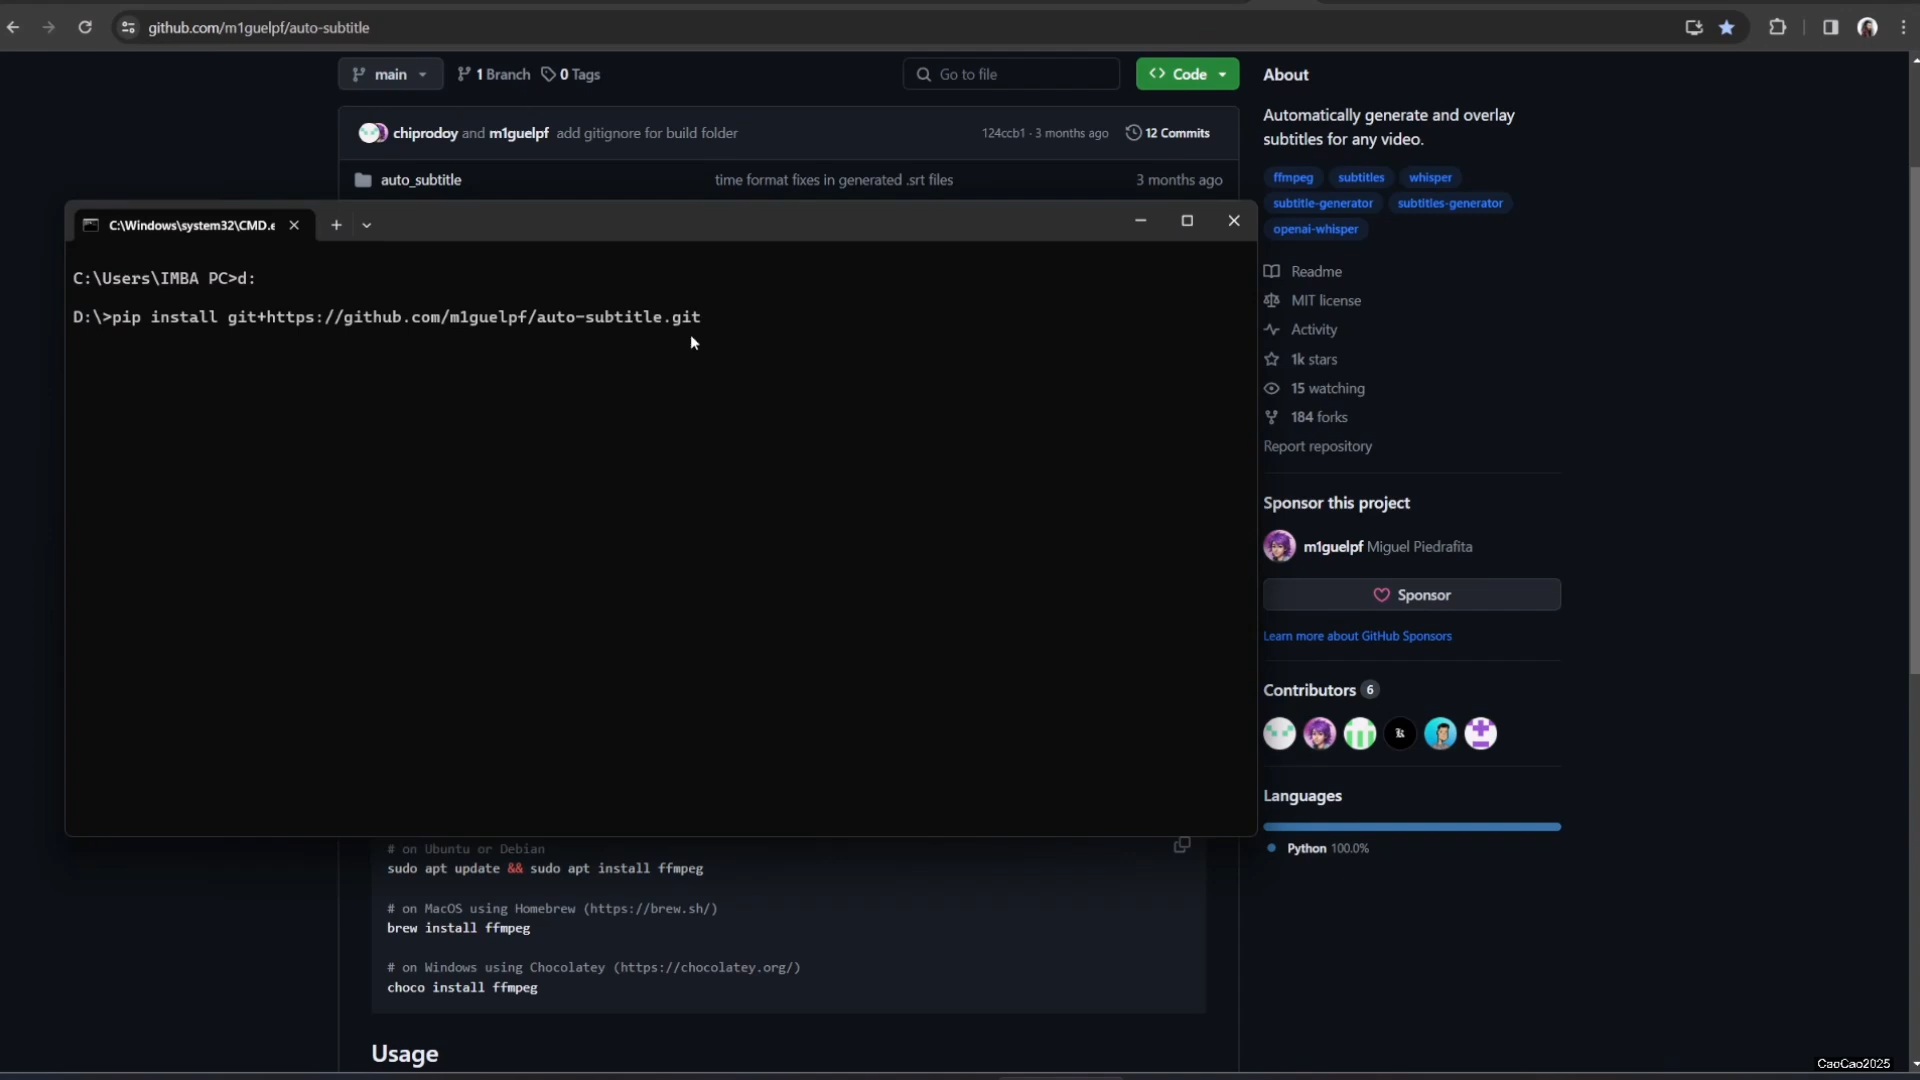 github.com/m1guelpf/auto-subtitle
main
1 Branch
0 Tags
Go to file
Code
About
Automatically generate and overlay
subtitles for any video.
chiprodoy and m1guelpf add gitignore for build folder
124ccb1 · 3 months ago
12 Commits
auto_subtitle
time format fixes in generated .srt files
3 months ago
ffmpeg
subtitles
whisper
subtitle-generator
subtitles-generator
openai-whisper
C:\Windows\system32\CMD.e
C:\Users\IMBA PC>d:
D:\>pip install git+https://github.com/m1guelpf/auto-subtitle.git
Readme
MIT license
Activity
1k stars
15 watching
184 forks
Report repository
Sponsor this project
m1guelpf Miguel Piedrafita
Sponsor
Learn more about GitHub Sponsors
Contributors 6
Languages
Python 100.0%
# on Ubuntu or Debian
sudo apt update && sudo apt install ffmpeg
# on MacOS using Homebrew (https://brew.sh/)
brew install ffmpeg
# on Windows using Chocolatey (https://chocolatey.org/)
choco install ffmpeg
Usage
CaoCao2025